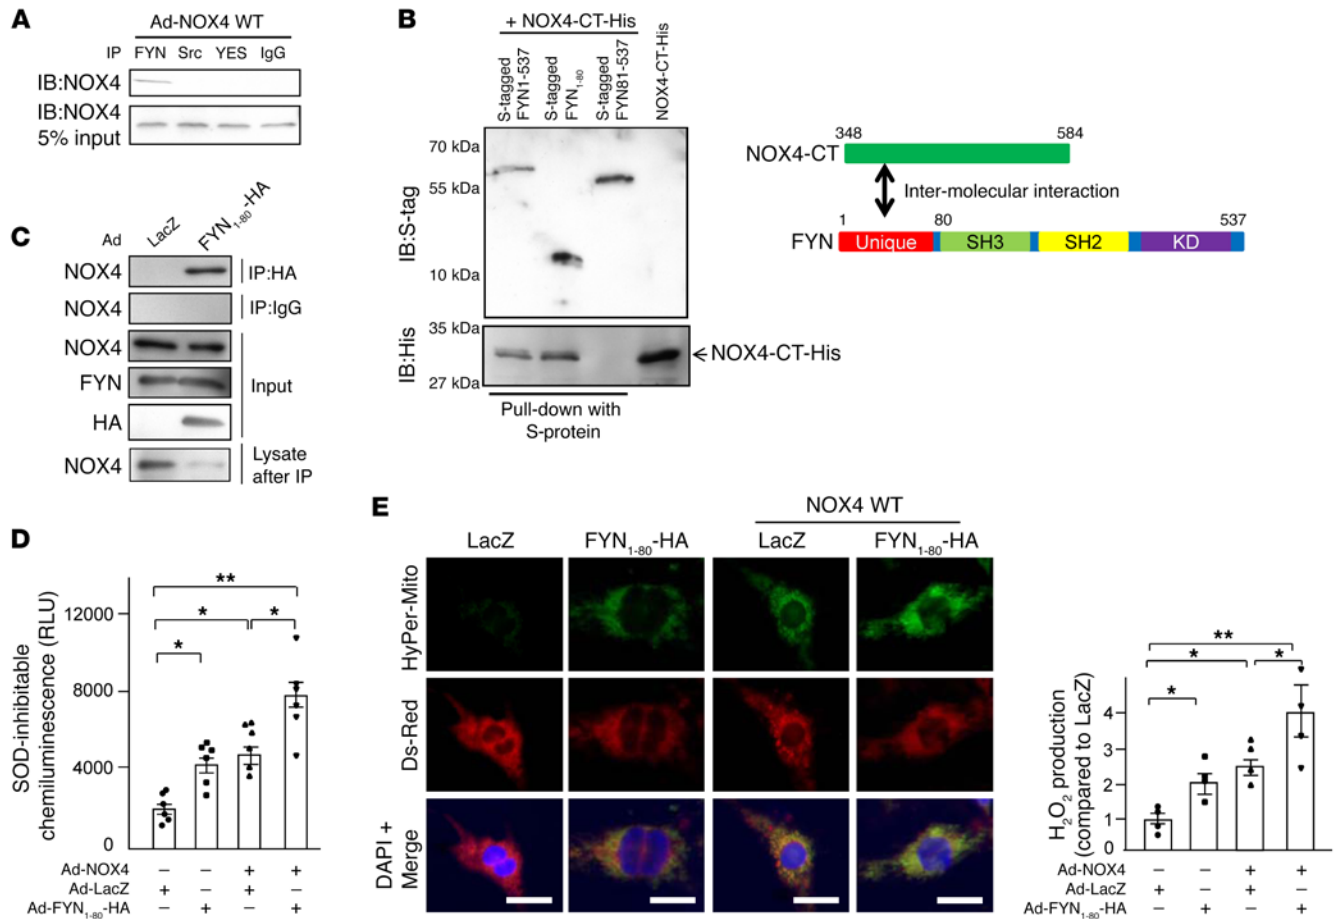 A
Ad-NOX4 WT
IP FYN Src YES IgG
IB:NOX4
IB:NOX4
5% input
B
+ NOX4-CT-His
S-tagged
FYN1-537
S-tagged
FYN1-80
S-tagged
FYN81-537
NOX4-CT-His
70 kDa
55 kDa
10 kDa
IB:S-tag
35 kDa
27 kDa
IB:His
NOX4-CT-His
Pull-down with
S-protein
348 584
NOX4-CT
Inter-molecular interaction
1 80 537
FYN Unique SH3 SH2 KD
C
Ad LacZ FYN1-80-HA
NOX4 IP:HA
NOX4 IP:IgG
NOX4
FYN Input
HA
NOX4 Lysate
after IP
D
SOD-inhibitable
chemiluminescence (RLU)
**
* *
*
12000
8000
4000
0
Ad-NOX4 − − + +
Ad-LacZ + − + −
Ad-FYN1-80-HA − + − +
E
NOX4 WT
LacZ FYN1-80-HA LacZ FYN1-80-HA
HyPer-Mito
Ds-Red
DAPI +
Merge
H2O2 production
(compared to LacZ)
**
* *
*
4
3
2
1
0
Ad-NOX4 − − + +
Ad-LacZ + − + −
Ad-FYN1-80-HA − + − +